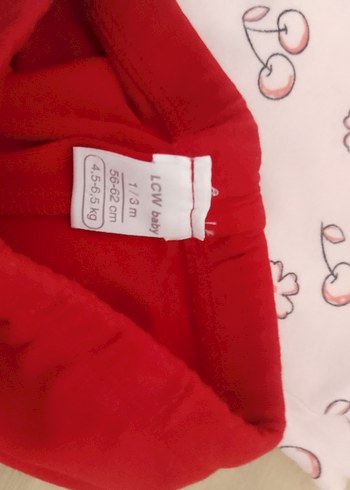 LCW baby
1 / 3 m
56-62 cm
4,5-6,5 kg